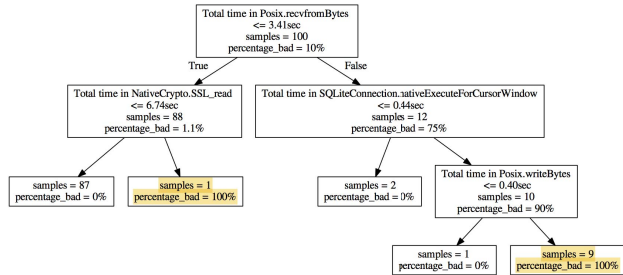 Total time in Posix.recvfromBytes
<= 3.41sec
samples = 100
percentage_bad = 10%
True
False
Total time in NativeCrypto.SSL_read
<= 6.74sec
samples = 88
percentage_bad = 1.1%
Total time in SQLiteConnection.nativeExecuteForCursorWindow
<= 0.44sec
samples = 12
percentage_bad = 75%
samples = 87
percentage_bad = 0%
samples = 1
percentage_bad = 100%
samples = 2
percentage_bad = 0%
Total time in Posix.writeBytes
<= 0.40sec
samples = 10
percentage_bad = 90%
samples = 1
percentage_bad = 0%
samples = 9
percentage_bad = 100%